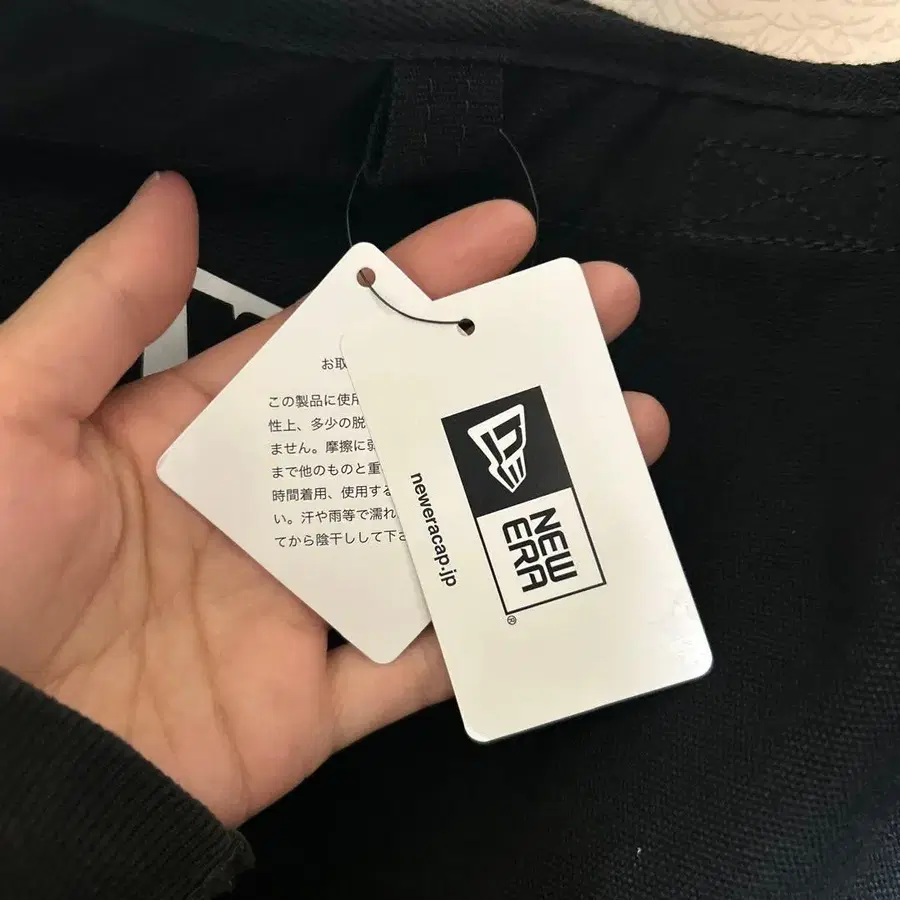 お取
この製品に使用
性上、多少の脱
ません。摩擦に
まで他のものと重
時間着用、使用する
い。汗や雨等で濡れ
てから陰干しして下さ
neweracap.jp
NEW
ERA
®